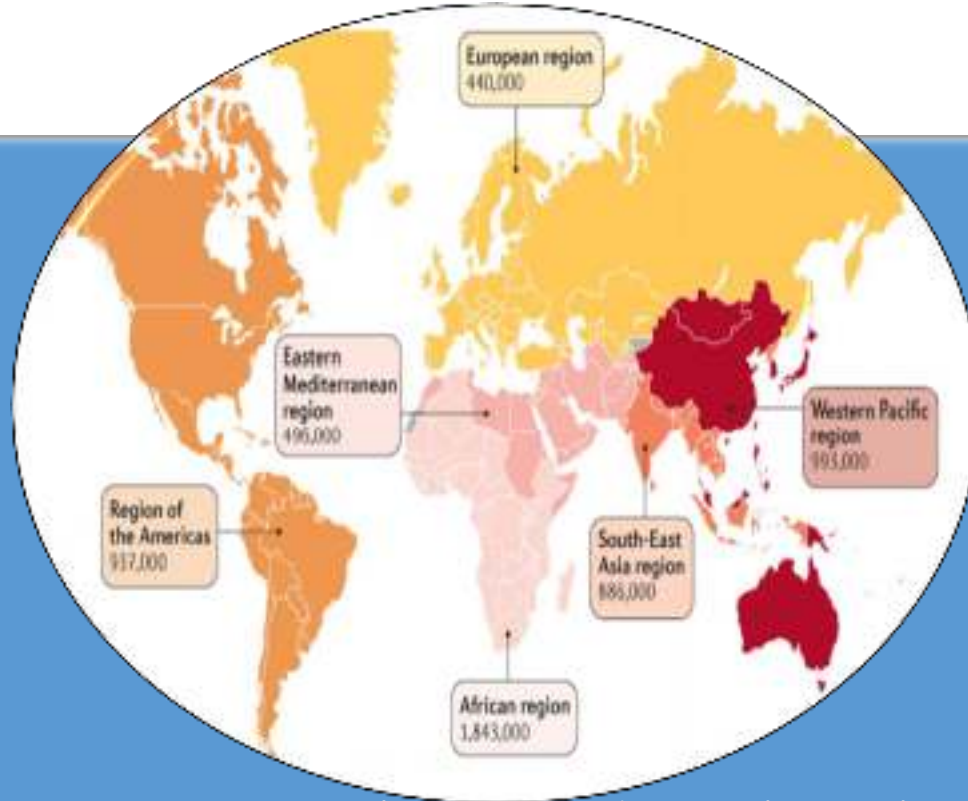 European region
440,000
Eastern
Mediterranean
region
496,000
Western Pacific
region
993,000
Region of
the Americas
937,000
South-East
Asia region
886,000
African region
1,843,000